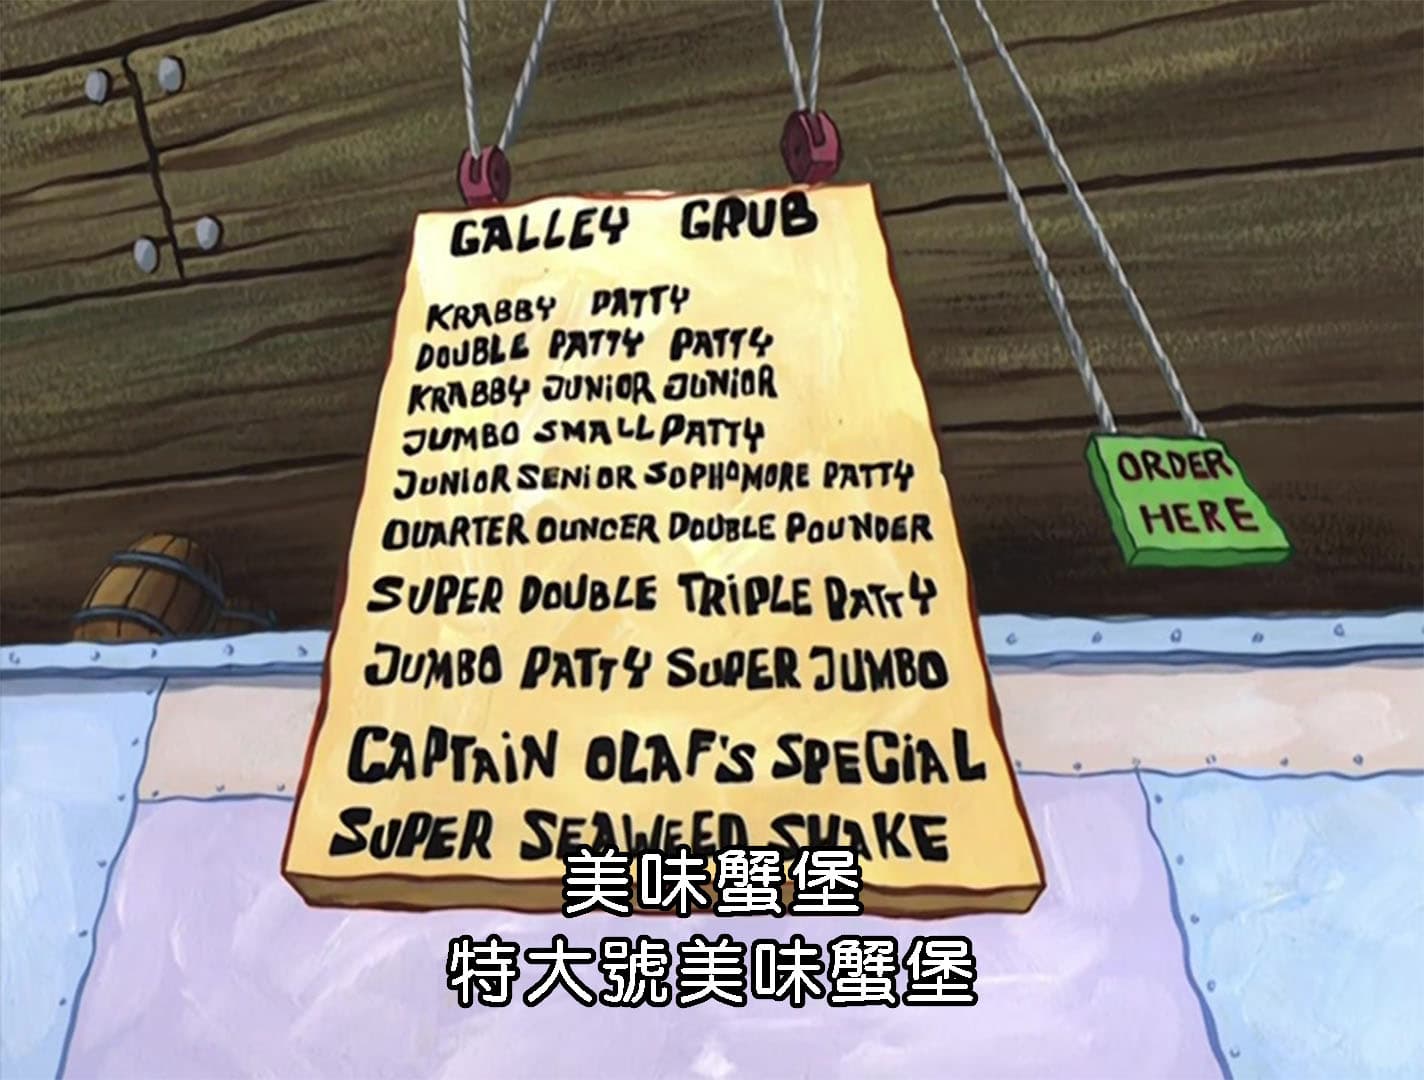 GALLEY GRUB
KRABBY PATTY
DOUBLE PATTY PATTY
KRABBY JUNIOR JUNIOR
JUMBO SMALL PATTY
JUNIOR SENIOR SOPHOMORE PATTY
QUARTER OUNCER DOUBLE POUNDER
SUPER DOUBLE TRIPLE PATTY
JUMBO PATTY SUPER JUMBO
CAPTAIN OLAF'S SPECIAL
SUPER SEAWEED SHAKE
ORDER
HERE
美味蟹堡
特大號美味蟹堡